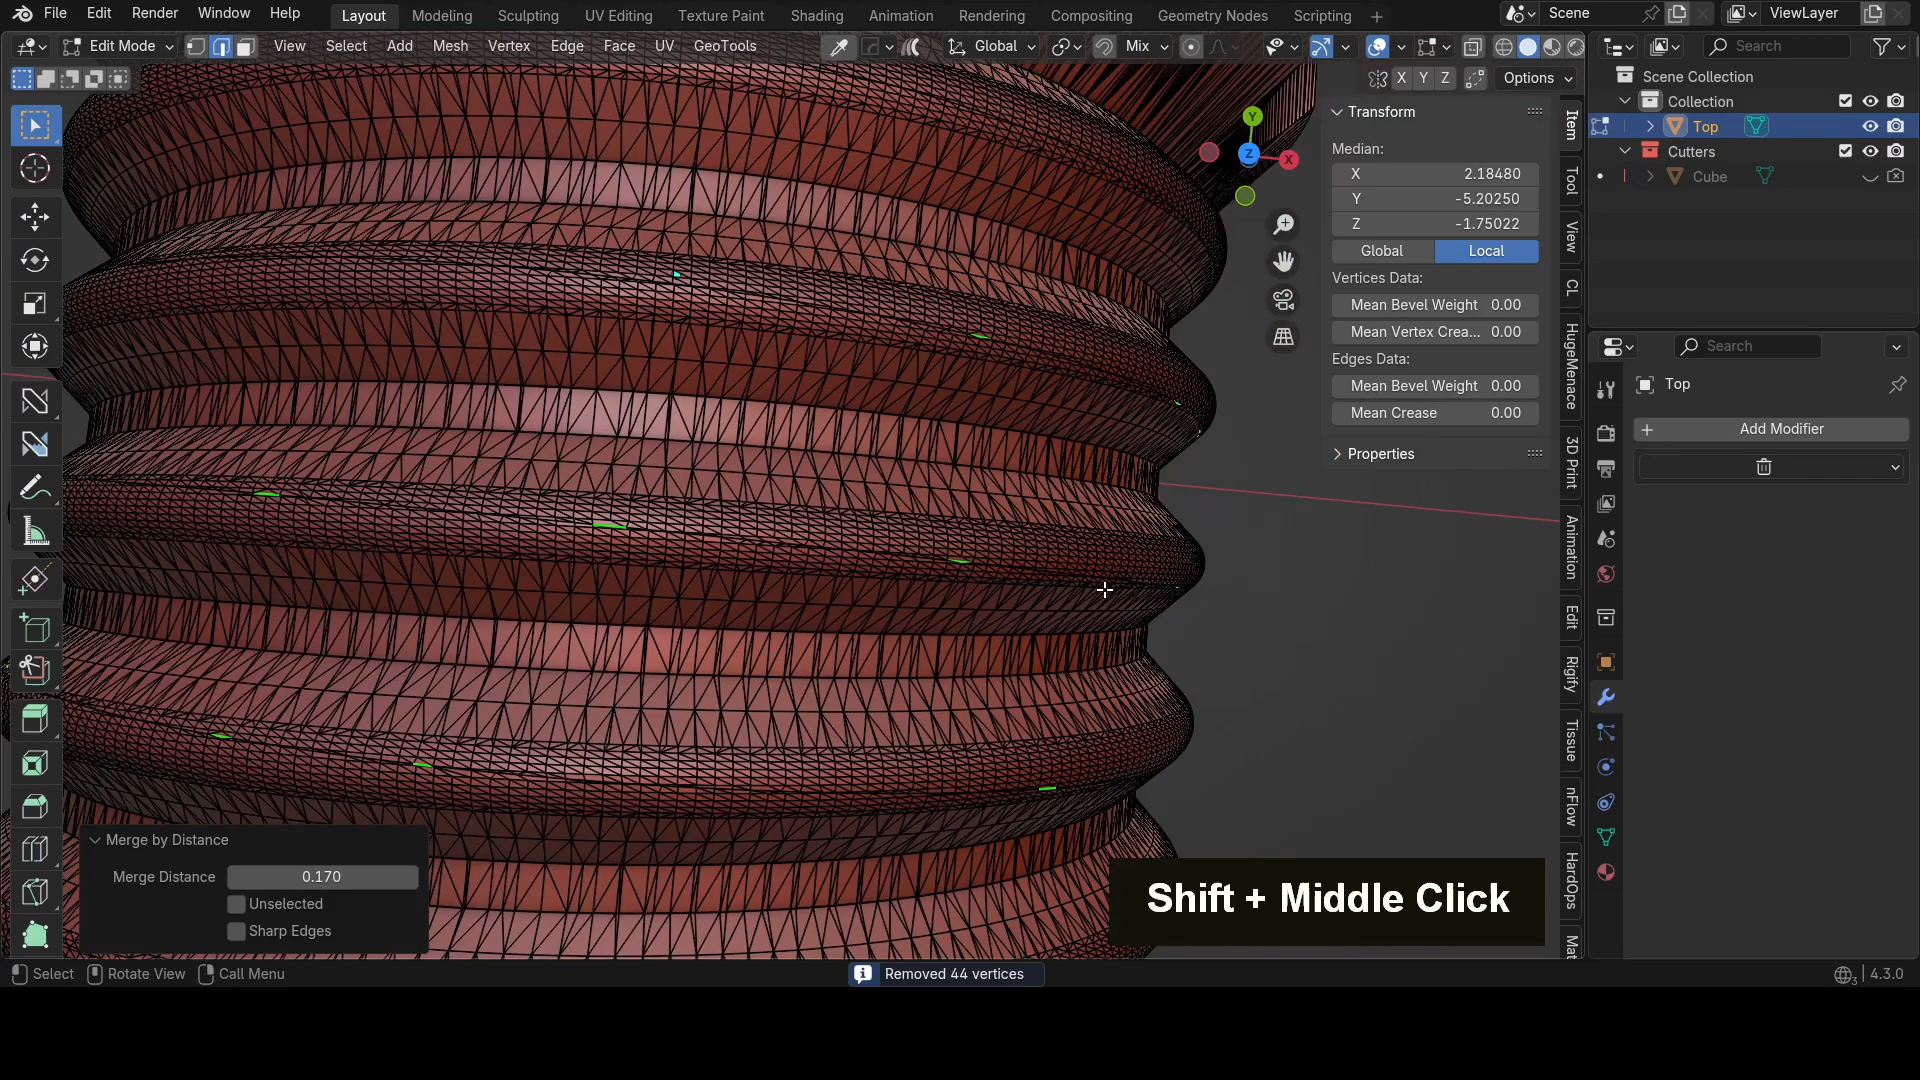 File Edit Render Window Help Layout Modeling Sculpting UV Editing Texture Paint Shading Animation Rendering Compositing Geometry Nodes Scripting + Scene ViewLayer
Edit Mode View Select Add Mesh Vertex Edge Face UV GeoTools Global Mix Search
X Y Z Options
Y
Z
X
Transform
Median:
X 2.18480
Y -5.20250
Z -1.75022
Global Local
Vertices Data:
Mean Bevel Weight 0.00
Mean Vertex Crea... 0.00
Edges Data:
Mean Bevel Weight 0.00
Mean Crease 0.00
Properties
Item
Tool
View
CL
HugeMenace
3D Print
Animation
Edit
Rigify
Tissue
nFlow
HardOps
Mat
Scene Collection
Collection
Top
Cutters
Cube
Search
Top
Add Modifier
Merge by Distance
Merge Distance 0.170
Unselected
Sharp Edges
Shift + Middle Click
Select Rotate View Call Menu Removed 44 vertices 3 4.3.0